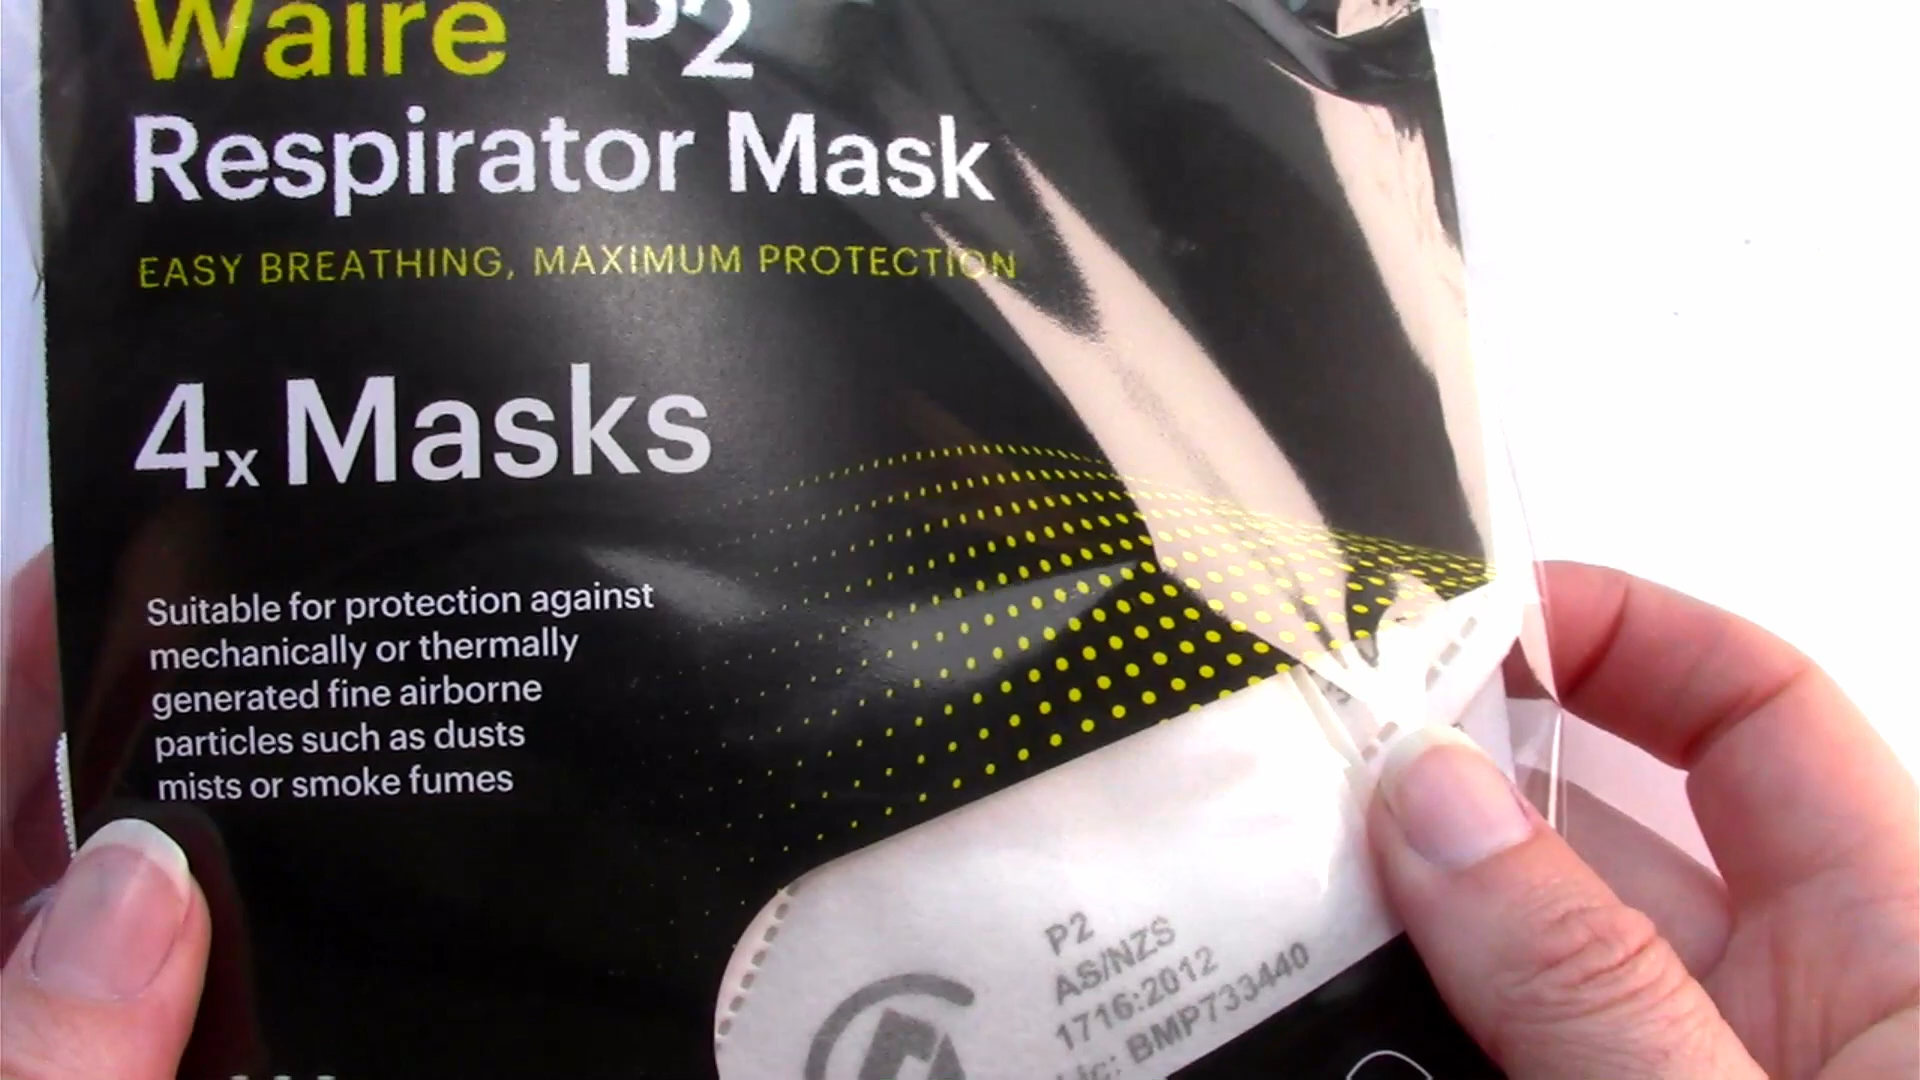 Waire P2
Respirator Mask
EASY BREATHING, MAXIMUM PROTECTION
4x Masks
Suitable for protection against
mechanically or thermally
generated fine airborne
particles such as dusts
mists or smoke fumes
P2
AS/NZS
1716:2012
Lic: BMP733440